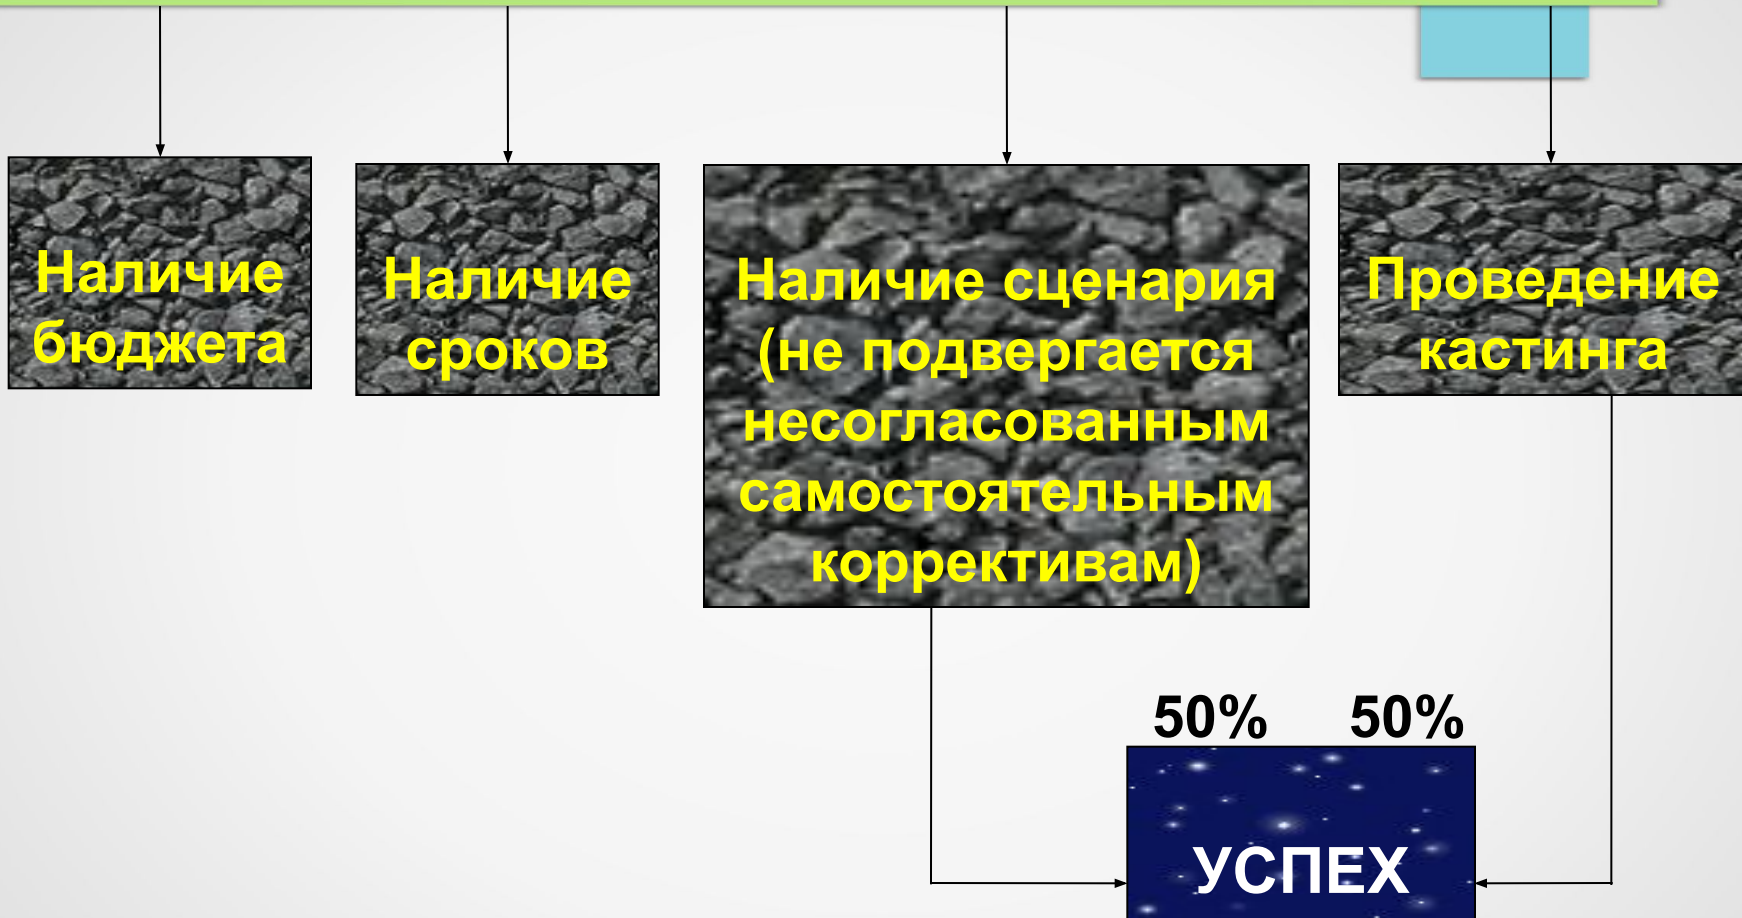 Наличие
бюджета
Наличие
сроков
Наличие сценария
(не подвергается
несогласованным
самостоятельным
коррективам)
Проведение
кастинга
50% 50%
УСПЕХ